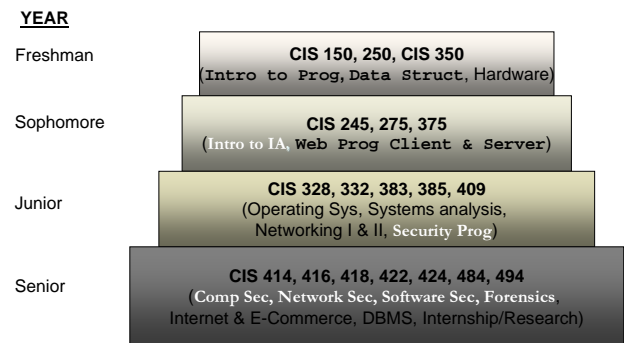 YEAR
Freshman
CIS 150, 250, CIS 350
(Intro to Prog, Data Struct, Hardware)
Sophomore
CIS 245, 275, 375
(Intro to IA, Web Prog Client & Server)
Junior
CIS 328, 332, 383, 385, 409
(Operating Sys, Systems analysis,
Networking I & II, Security Prog)
Senior
CIS 414, 416, 418, 422, 424, 484, 494
(Comp Sec, Network Sec, Software Sec, Forensics,
Internet & E-Commerce, DBMS, Internship/Research)